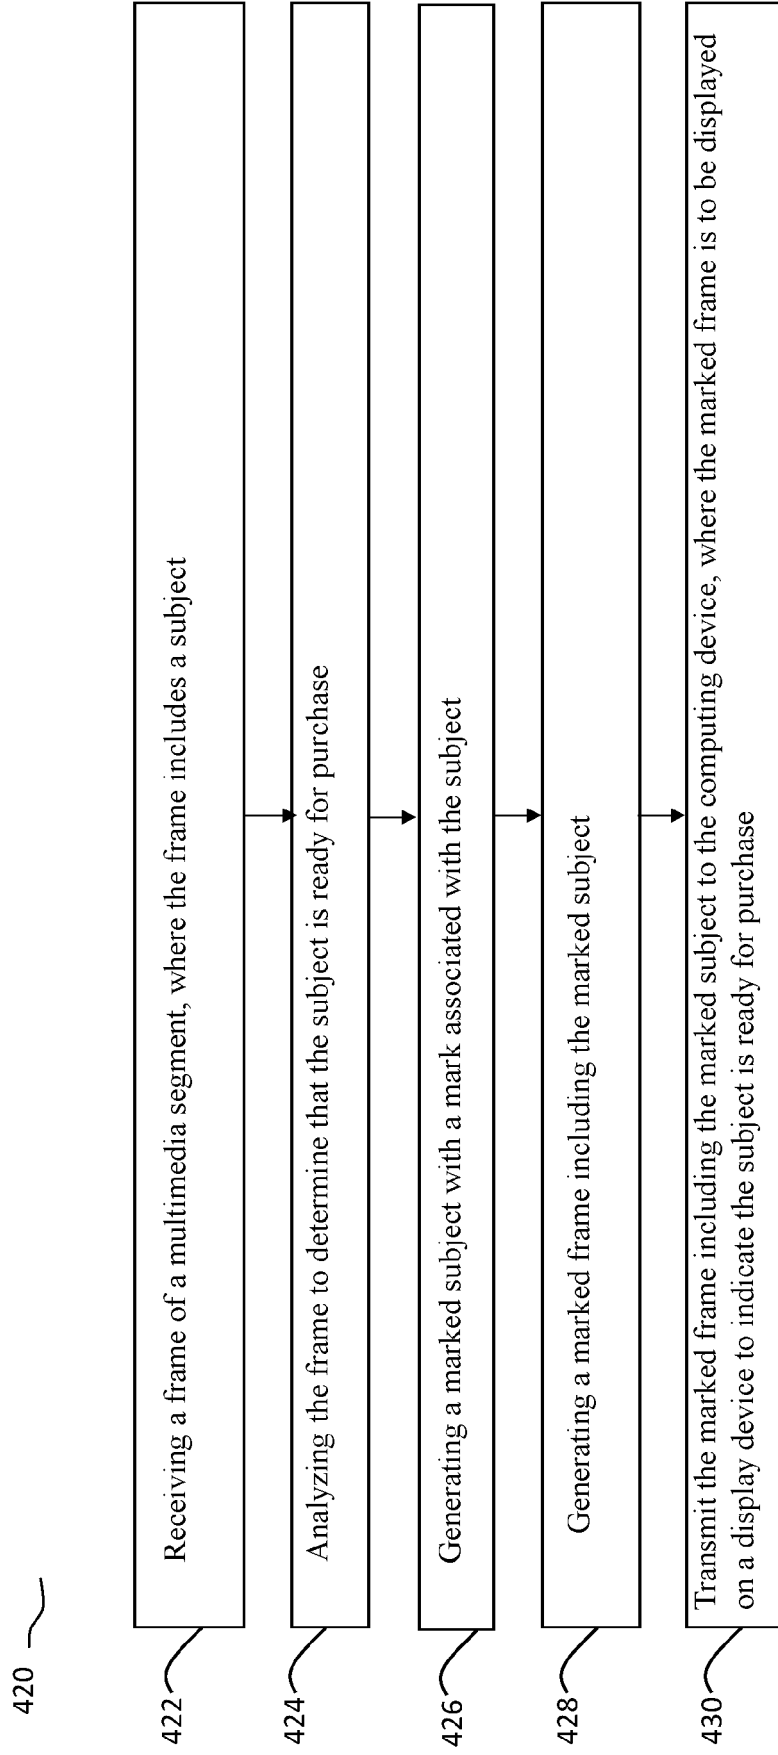 420
422
Receiving a frame of a multimedia segment, where the frame includes a subject
424
Analyzing the frame to determine that the subject is ready for purchase
426
Generating a marked subject with a mark associated with the subject
428
Generating a marked frame including the marked subject
430
Transmit the marked frame including the marked subject to the computing device, where the marked frame is to be displayed
on a display device to indicate the subject is ready for purchase